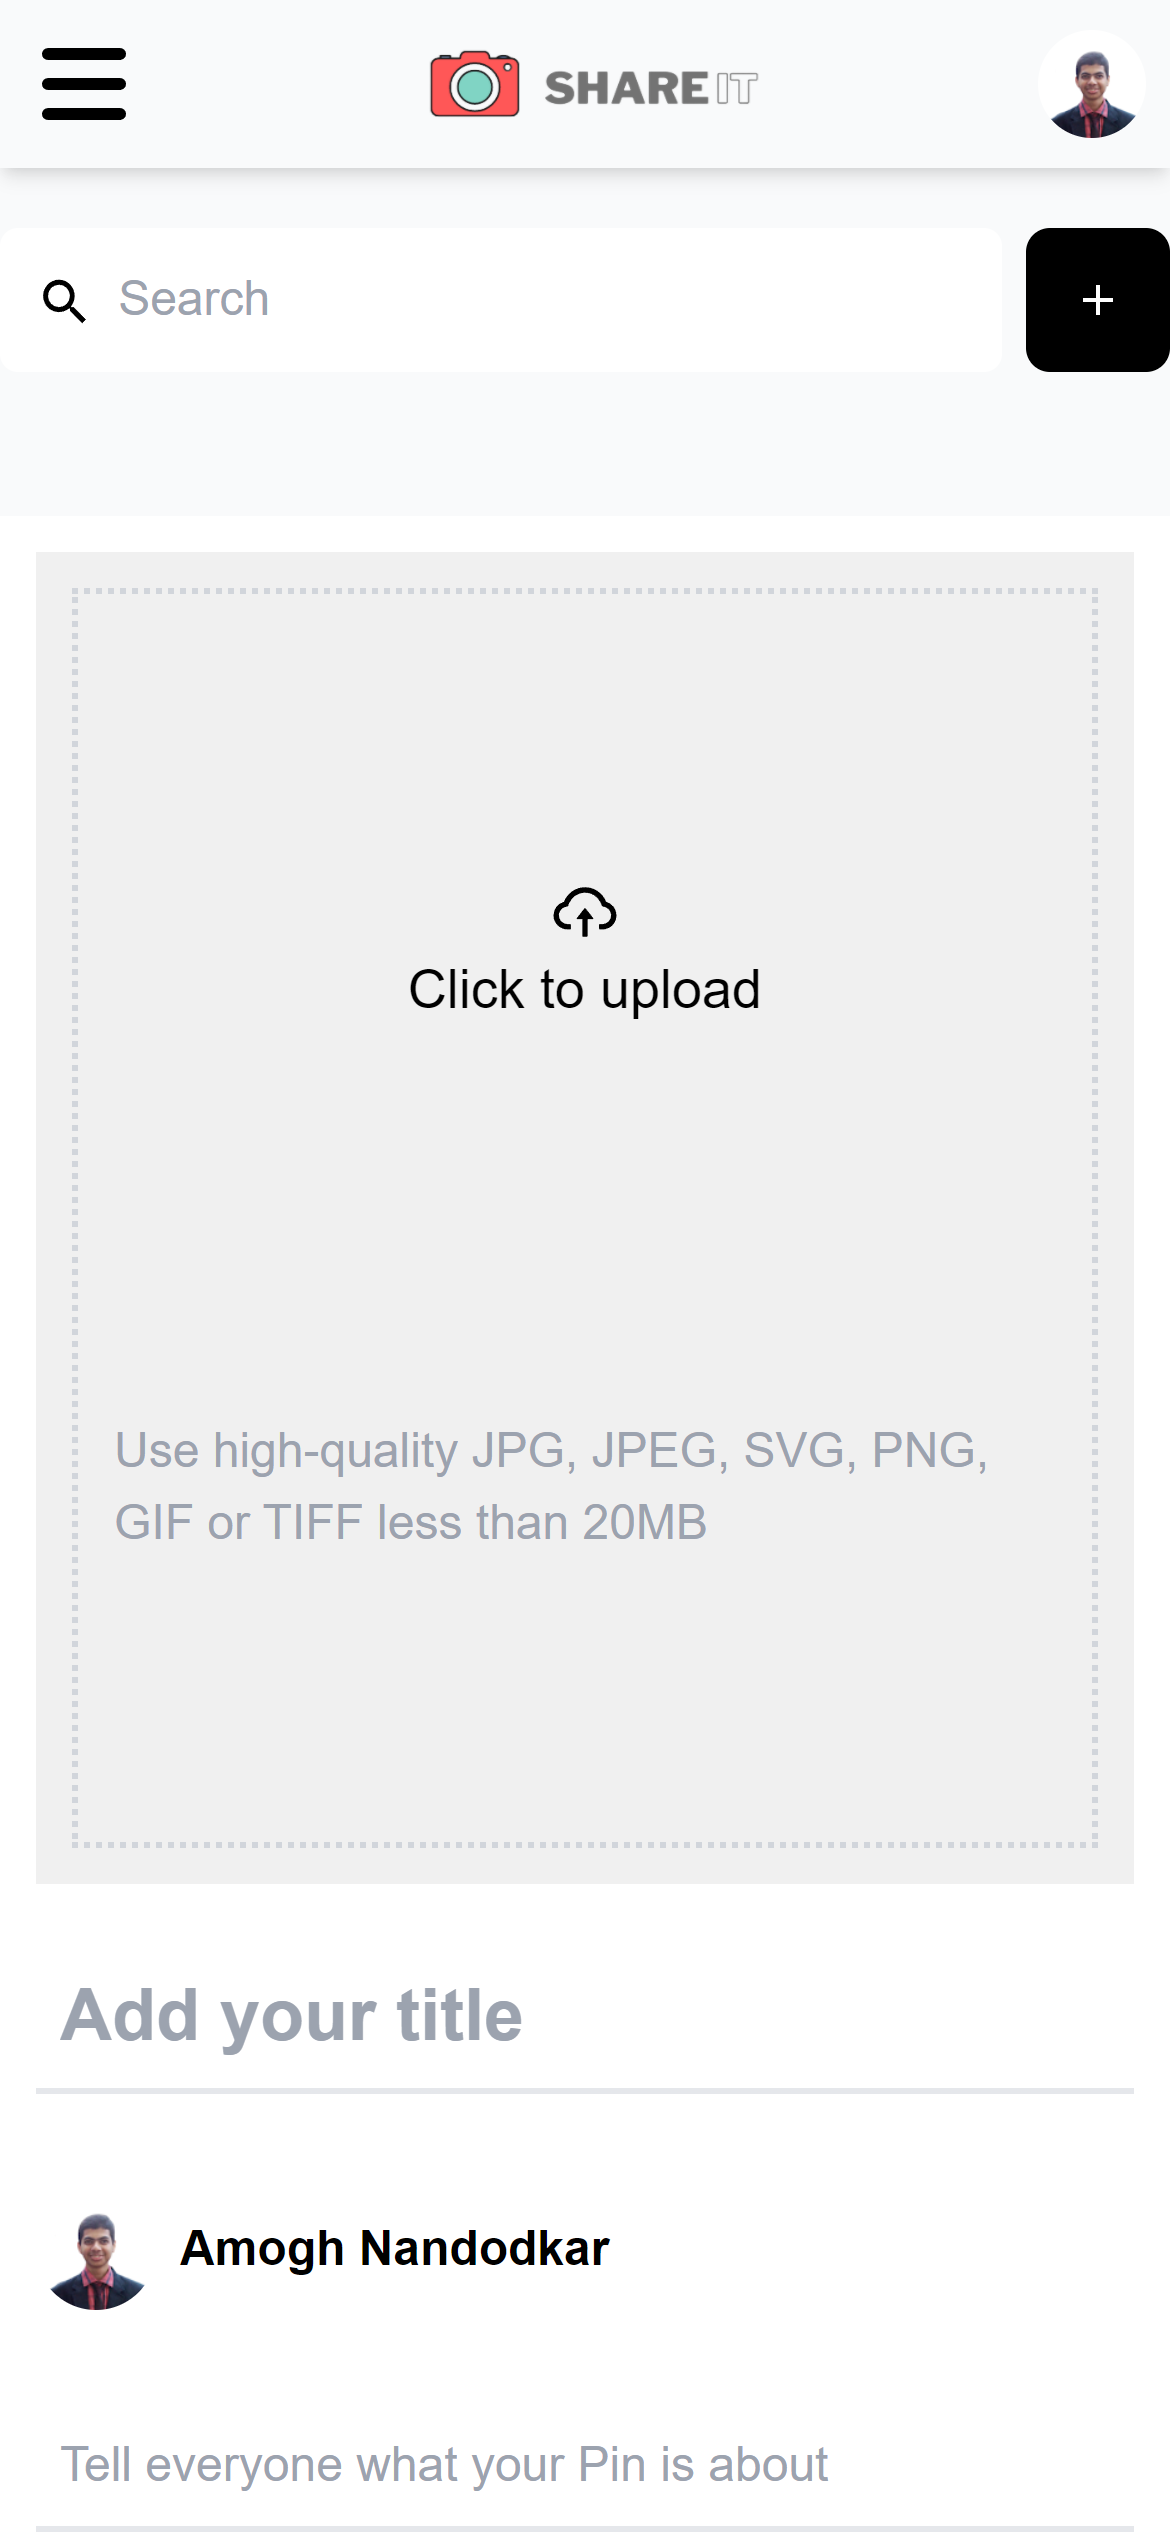 SHARE IT
Search
Click to upload
Use high-quality JPG, JPEG, SVG, PNG,
GIF or TIFF less than 20MB
Add your title
Amogh Nandodkar
Tell everyone what your Pin is about